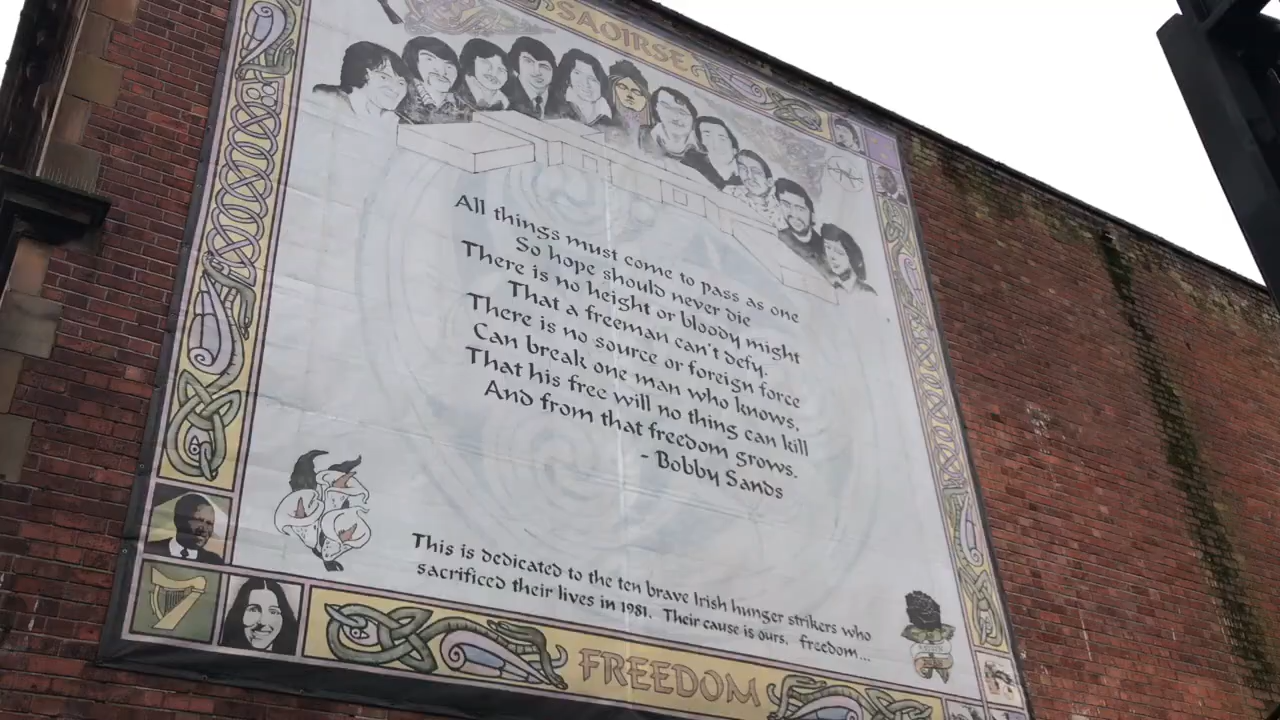 SAOIRSE
All things must come to pass as one
So hope should never die
There is no height or bloody might
That a freeman can't defy.
There is no source or foreign force
Can break one man who knows,
That his free will no thing can kill
And from that freedom grows.
- Bobby Sands
This is dedicated to the ten brave Irish hunger strikers who
sacrificed their lives in 1981. Their cause is ours. freedom...
FREEDOM